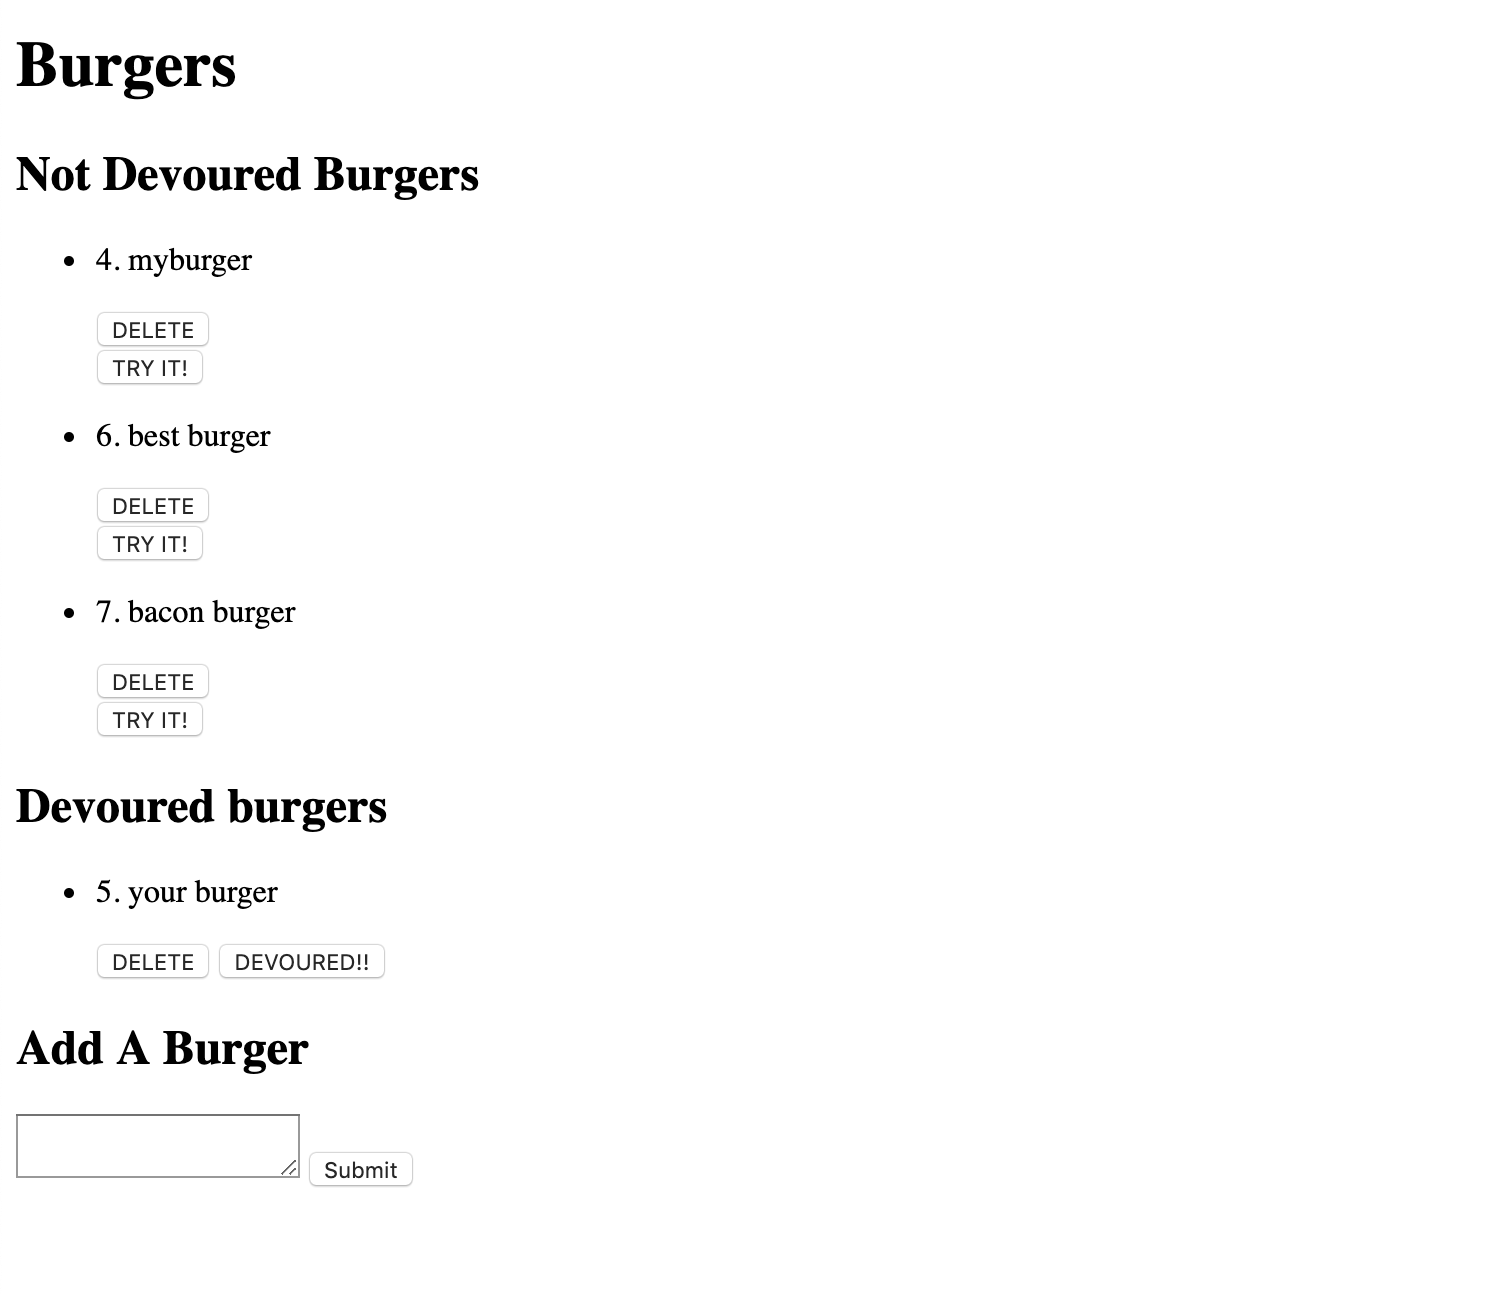 Burgers
Not Devoured Burgers
• 4. myburger
DELETE
TRY IT!
• 6. best burger
DELETE
TRY IT!
• 7. bacon burger
DELETE
TRY IT!
Devoured burgers
• 5. your burger
DELETE DEVOURED!!
Add A Burger
Submit